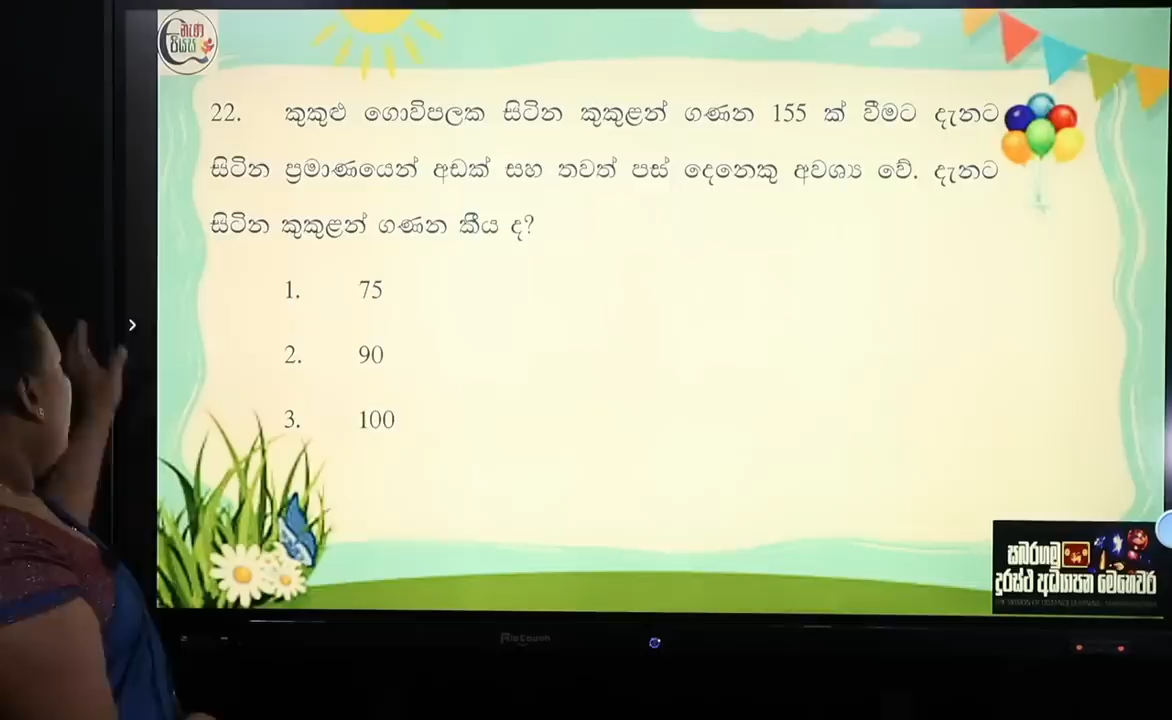 නැණ
පියස
22. කුකුළු ගොවිපලක සිටින කුකුළන් ගණන 155 ක් වීමට දැනට
සිටින ප්‍රමාණයෙන් අඩක් සහ තවත් පස් දෙනෙකු අවශ්‍ය වේ. දැනට
සිටින කුකුළන් ගණන කීය ද?
1. 75
2. 90
3. 100
සබරගමු
දුරස්ථ අධ්‍යාපන මෙහෙවර